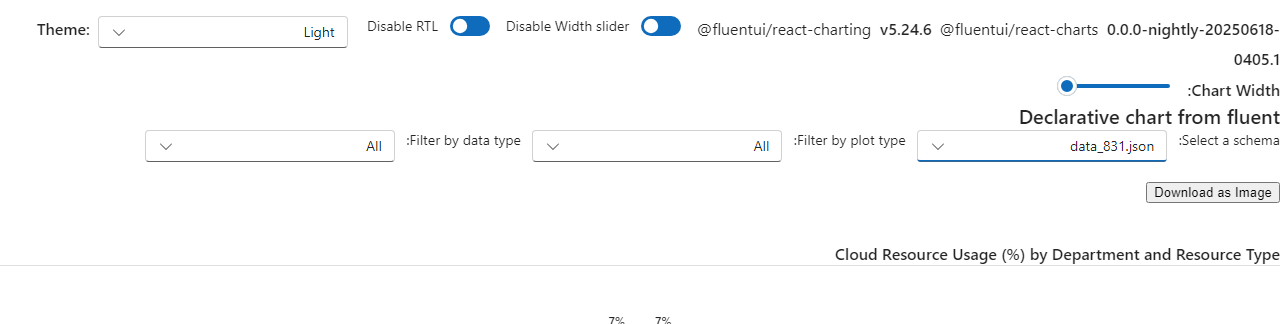 Theme: Light Disable RTL Disable Width slider @fluentui/react-charting v5.24.6 @fluentui/react-charts 0.0.0-nightly-20250618-
0405.1
:Chart Width
Declarative chart from fluent
:Select a schema data_831.json :Filter by plot type All :Filter by data type All
Download as Image
Cloud Resource Usage (%) by Department and Resource Type
7% 7%